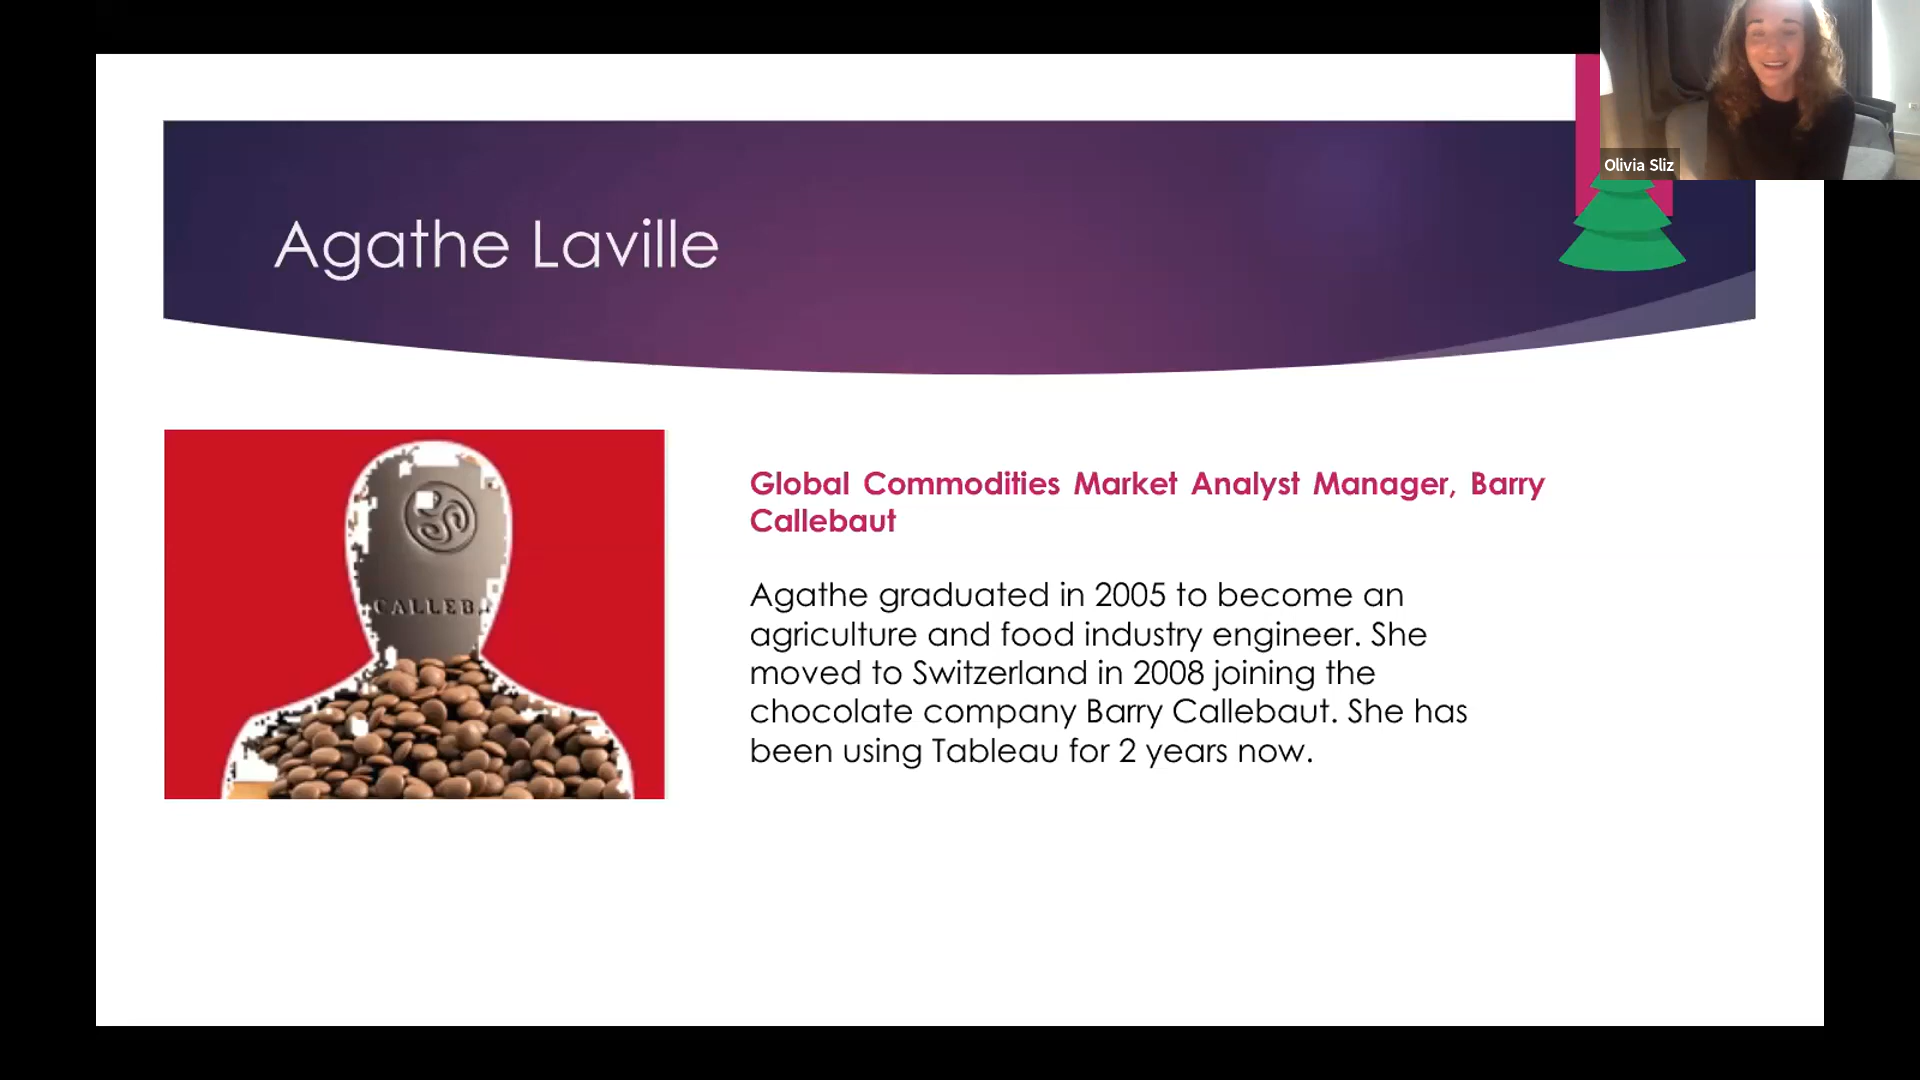 Olivia Sliz
Agathe Laville
CALLEB
Global Commodities Market Analyst Manager, Barry
Callebaut
Agathe graduated in 2005 to become an
agriculture and food industry engineer. She
moved to Switzerland in 2008 joining the
chocolate company Barry Callebaut. She has
been using Tableau for 2 years now.